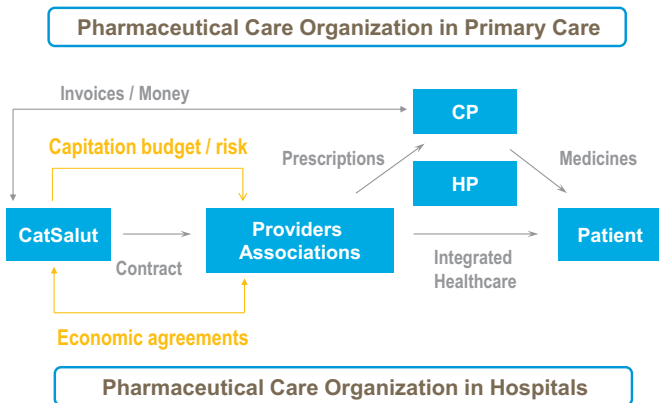 Pharmaceutical Care Organization in Primary Care
Invoices / Money
CP
Capitation budget / risk
Prescriptions
Medicines
HP
CatSalut
Providers
Associations
Patient
Contract
Integrated
Healthcare
Economic agreements
Pharmaceutical Care Organization in Hospitals